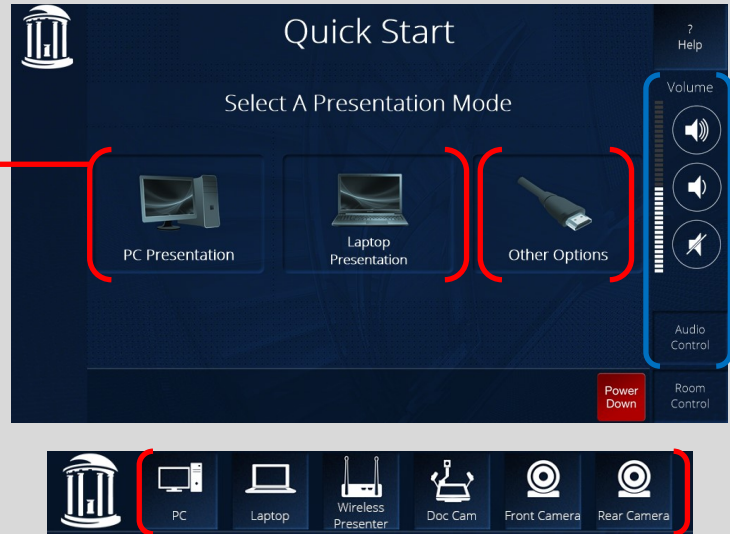 Quick Start
?
Help
Select A Presentation Mode
Volume
PC Presentation
Laptop
Presentation
Other Options
Audio
Control
Power
Down
Room
Control
PC
Laptop
Wireless
Presenter
Doc Cam
Front Camera
Rear Camera